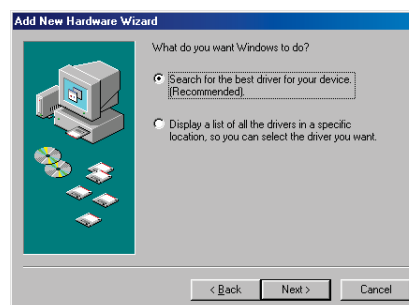 Add New Hardware Wizard
What do you want Windows to do?
Search for the best driver for your device.
(Recommended).
Display a list of all the drivers in a specific
location, so you can select the driver you want.
< Back
Next >
Cancel